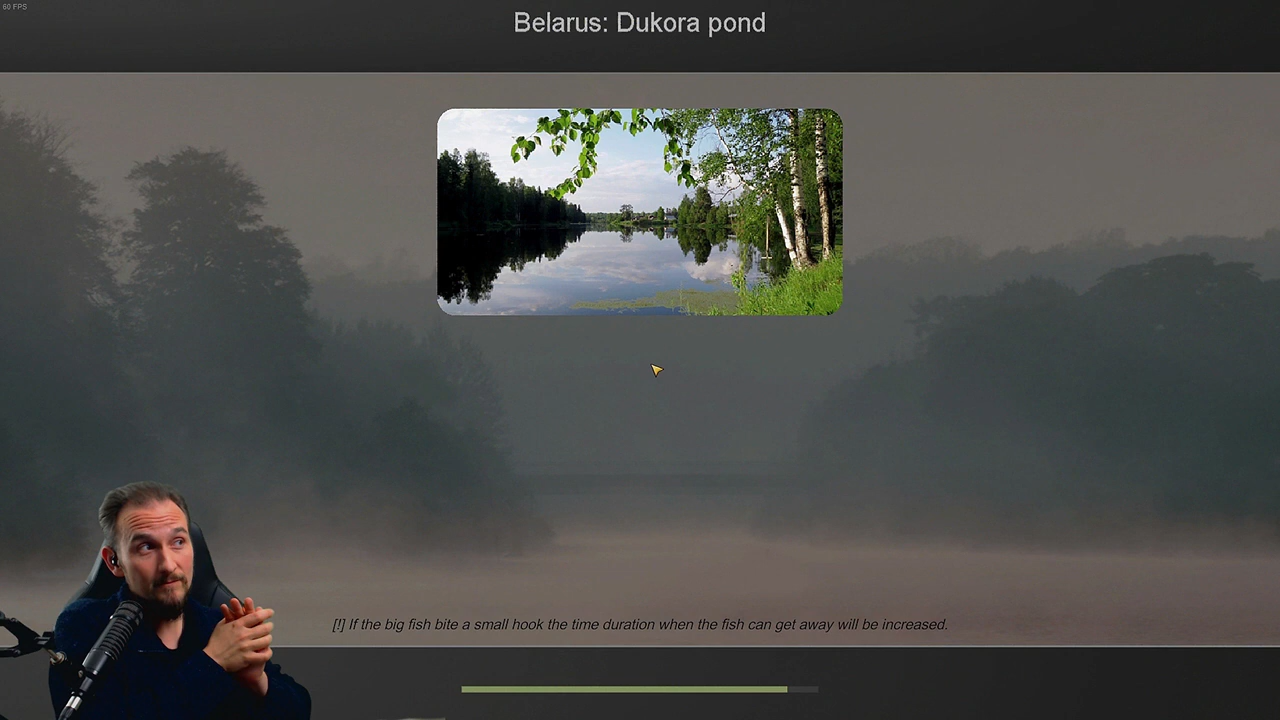 60 FPS
Belarus: Dukora pond
[!] If the big fish bite a small hook the time duration when the fish can get away will be increased.